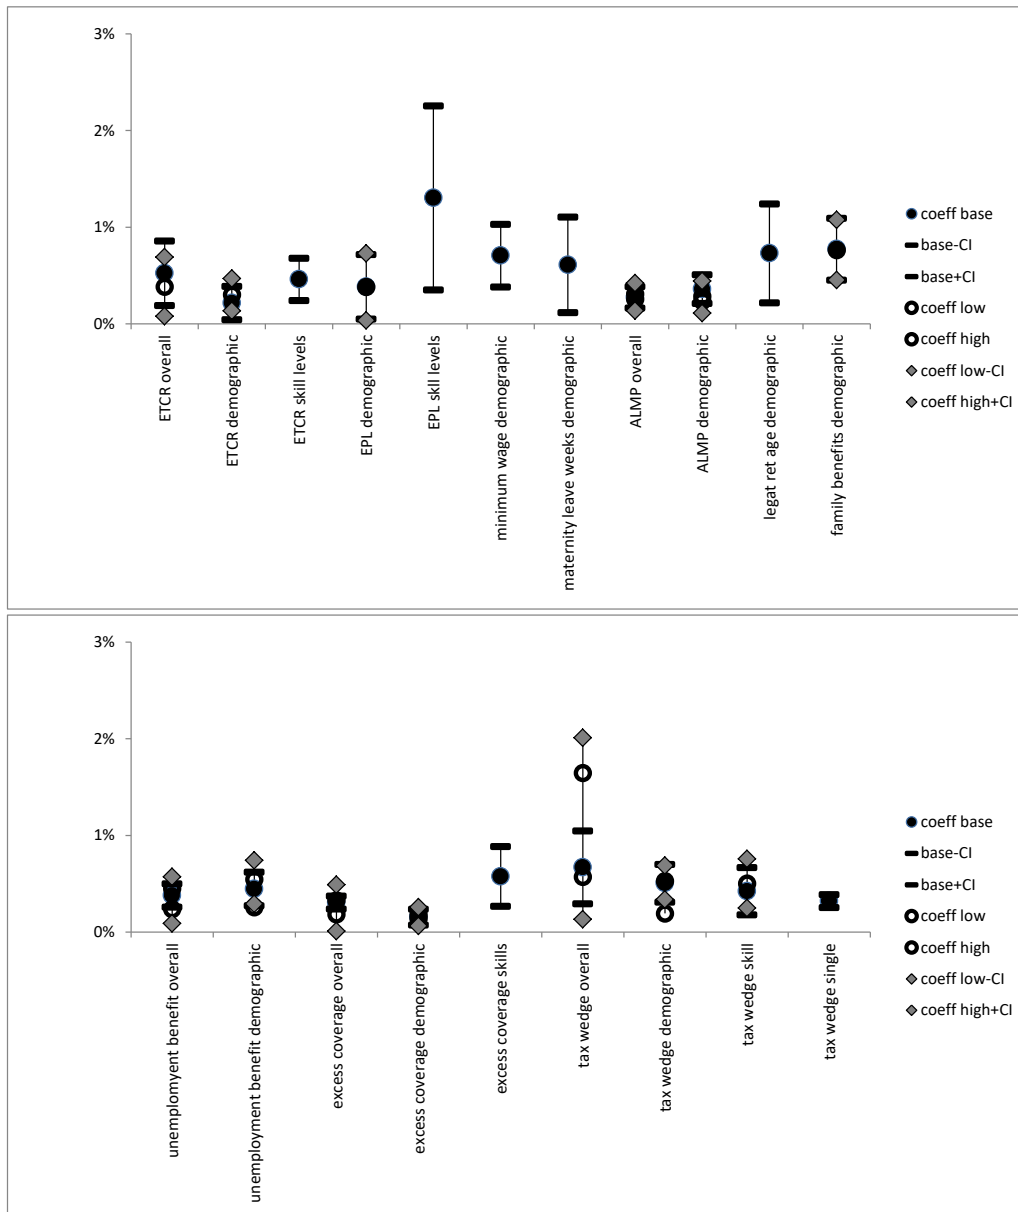 3%
2%
1%
0%
ETCR overall
ETCR demographic
ETCR skill levels
EPL demographic
EPL skill levels
minimum wage demographic
maternity leave weeks demographic
ALMP overall
ALMP demographic
legat ret age demographic
family benefits demographic
coeff base
base-CI
base+CI
coeff low
coeff high
coeff low-CI
coeff high+CI
3%
2%
1%
0%
unemplomyent benefit overall
unemployment benefit demographic
excess coverage overall
excess coverage demographic
excess coverage skills
tax wedge overall
tax wedge demographic
tax wedge skill
tax wedge single
coeff base
base-CI
base+CI
coeff low
coeff high
coeff low-CI
coeff high+CI